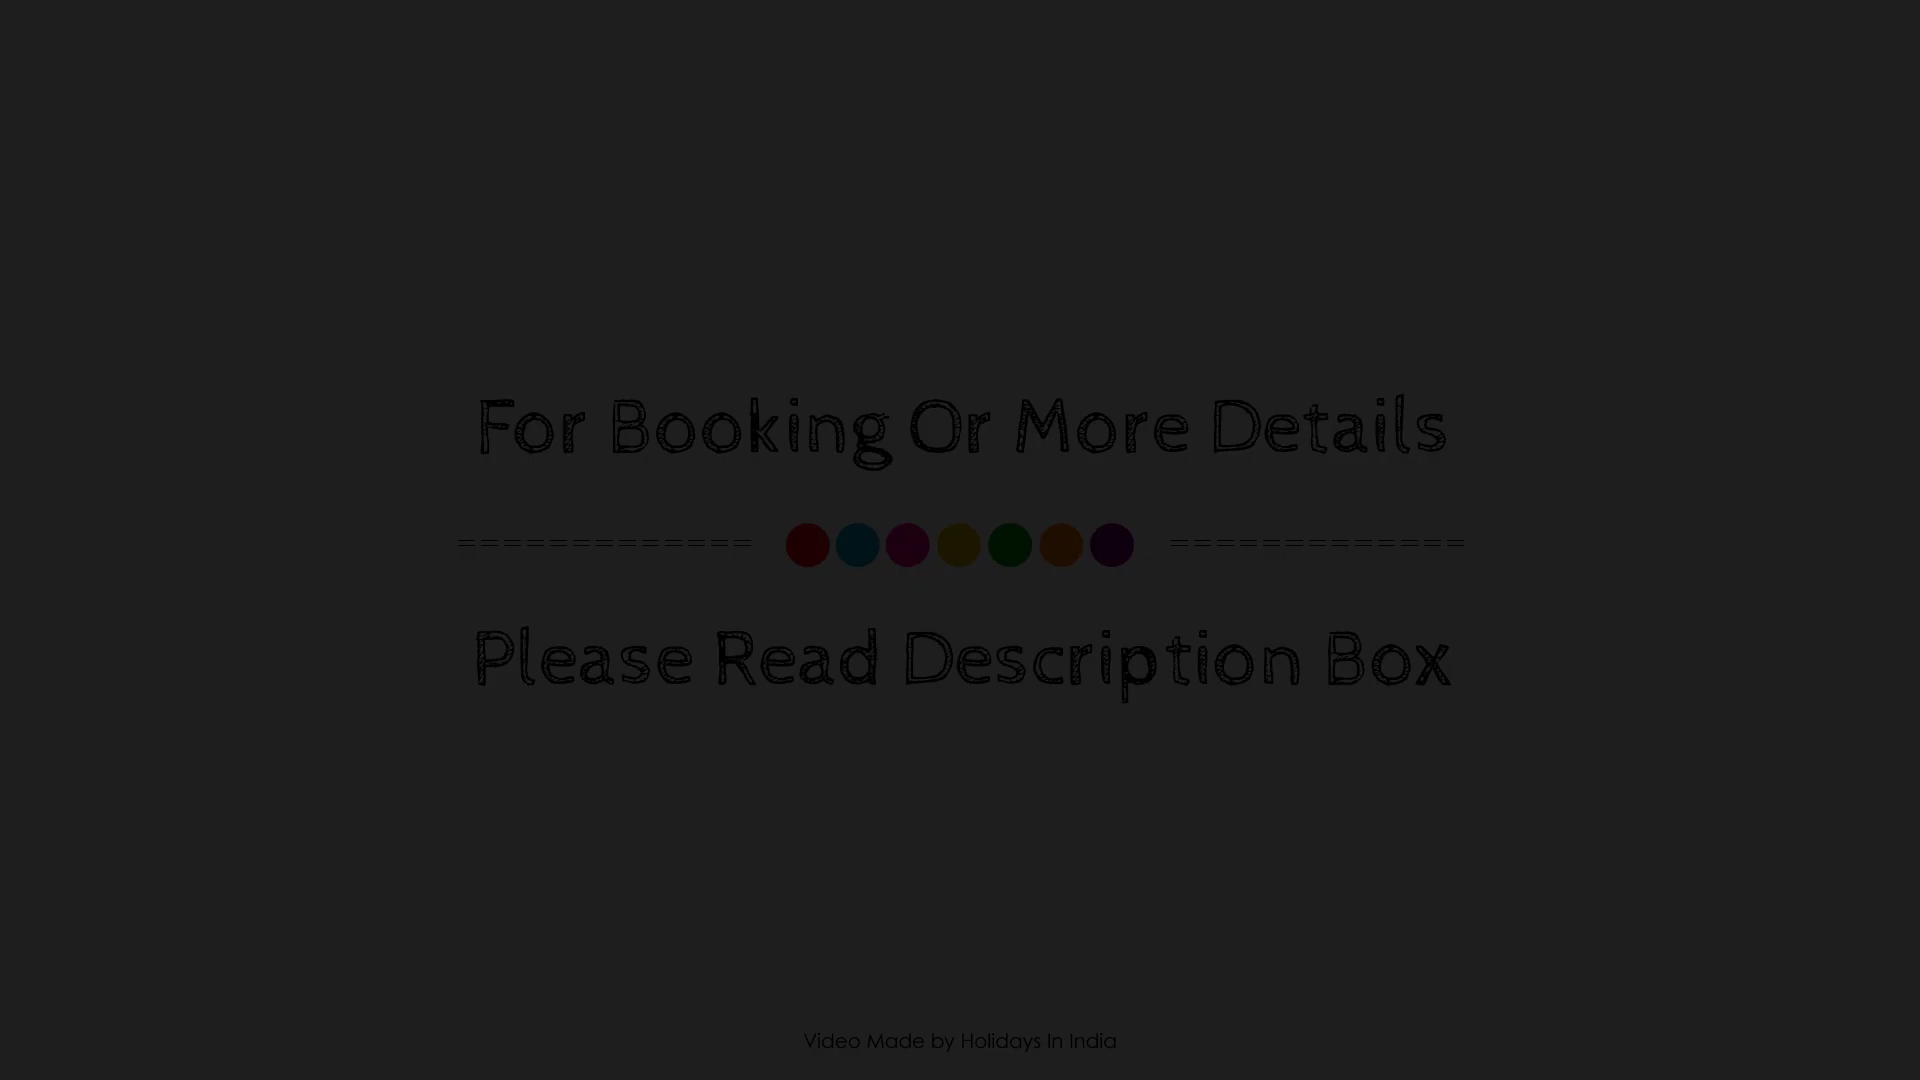 For Booking Or More Details
============= =============
Please Read Description Box
Video Made by Holidays In India